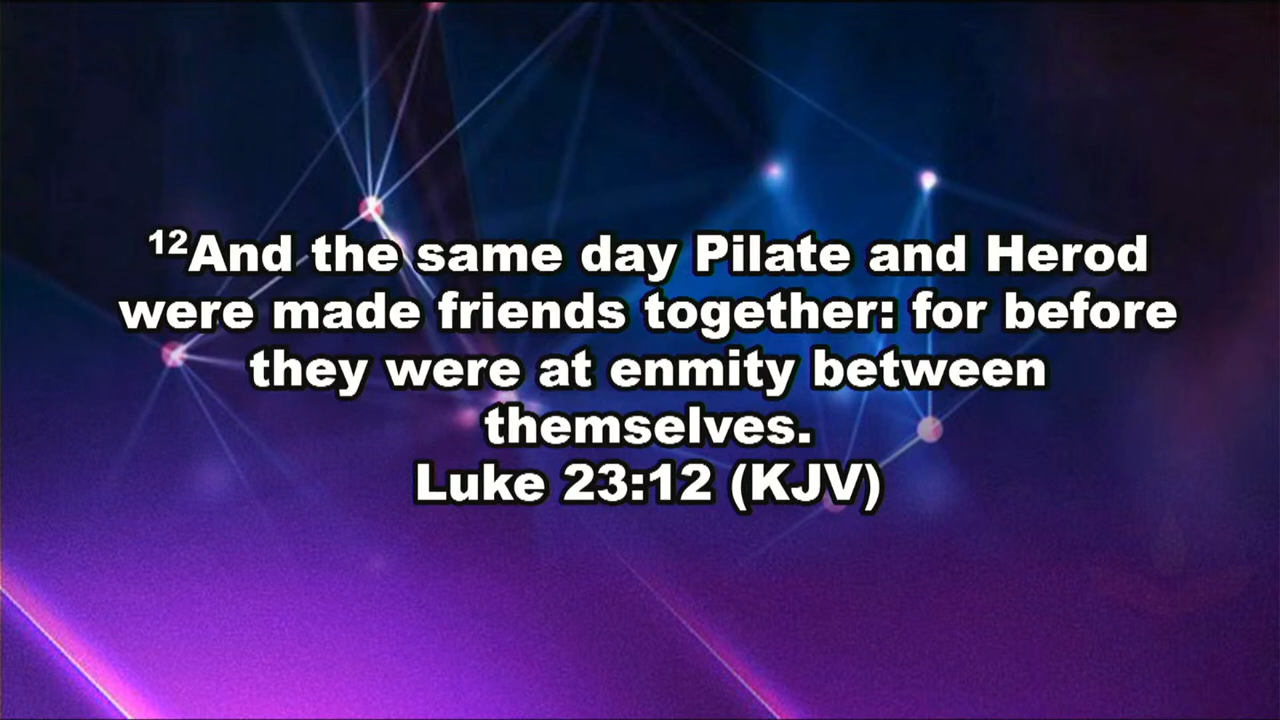 ¹²And the same day Pilate and Herod
were made friends together: for before
they were at enmity between
themselves.
Luke 23:12 (KJV)